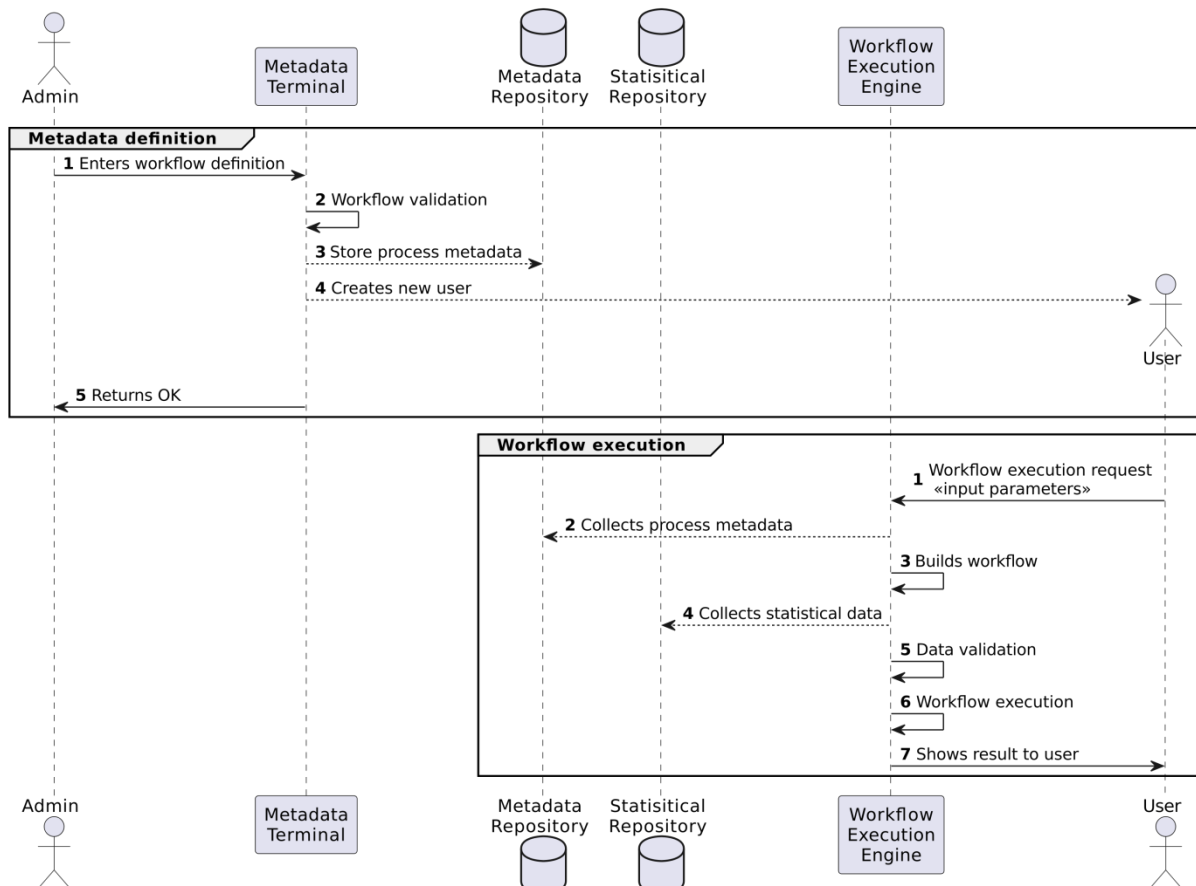 Admin
Metadata
Terminal
Metadata
Repository
Statisitical
Repository
Workflow
Execution
Engine
Metadata definition
1 Enters workflow definition
2 Workflow validation
3 Store process metadata
4 Creates new user
User
5 Returns OK
Workflow execution
1 Workflow execution request
«input parameters»
2 Collects process metadata
3 Builds workflow
4 Collects statistical data
5 Data validation
6 Workflow execution
7 Shows result to user
Admin
Metadata
Terminal
Metadata
Repository
Statisitical
Repository
Workflow
Execution
Engine
User